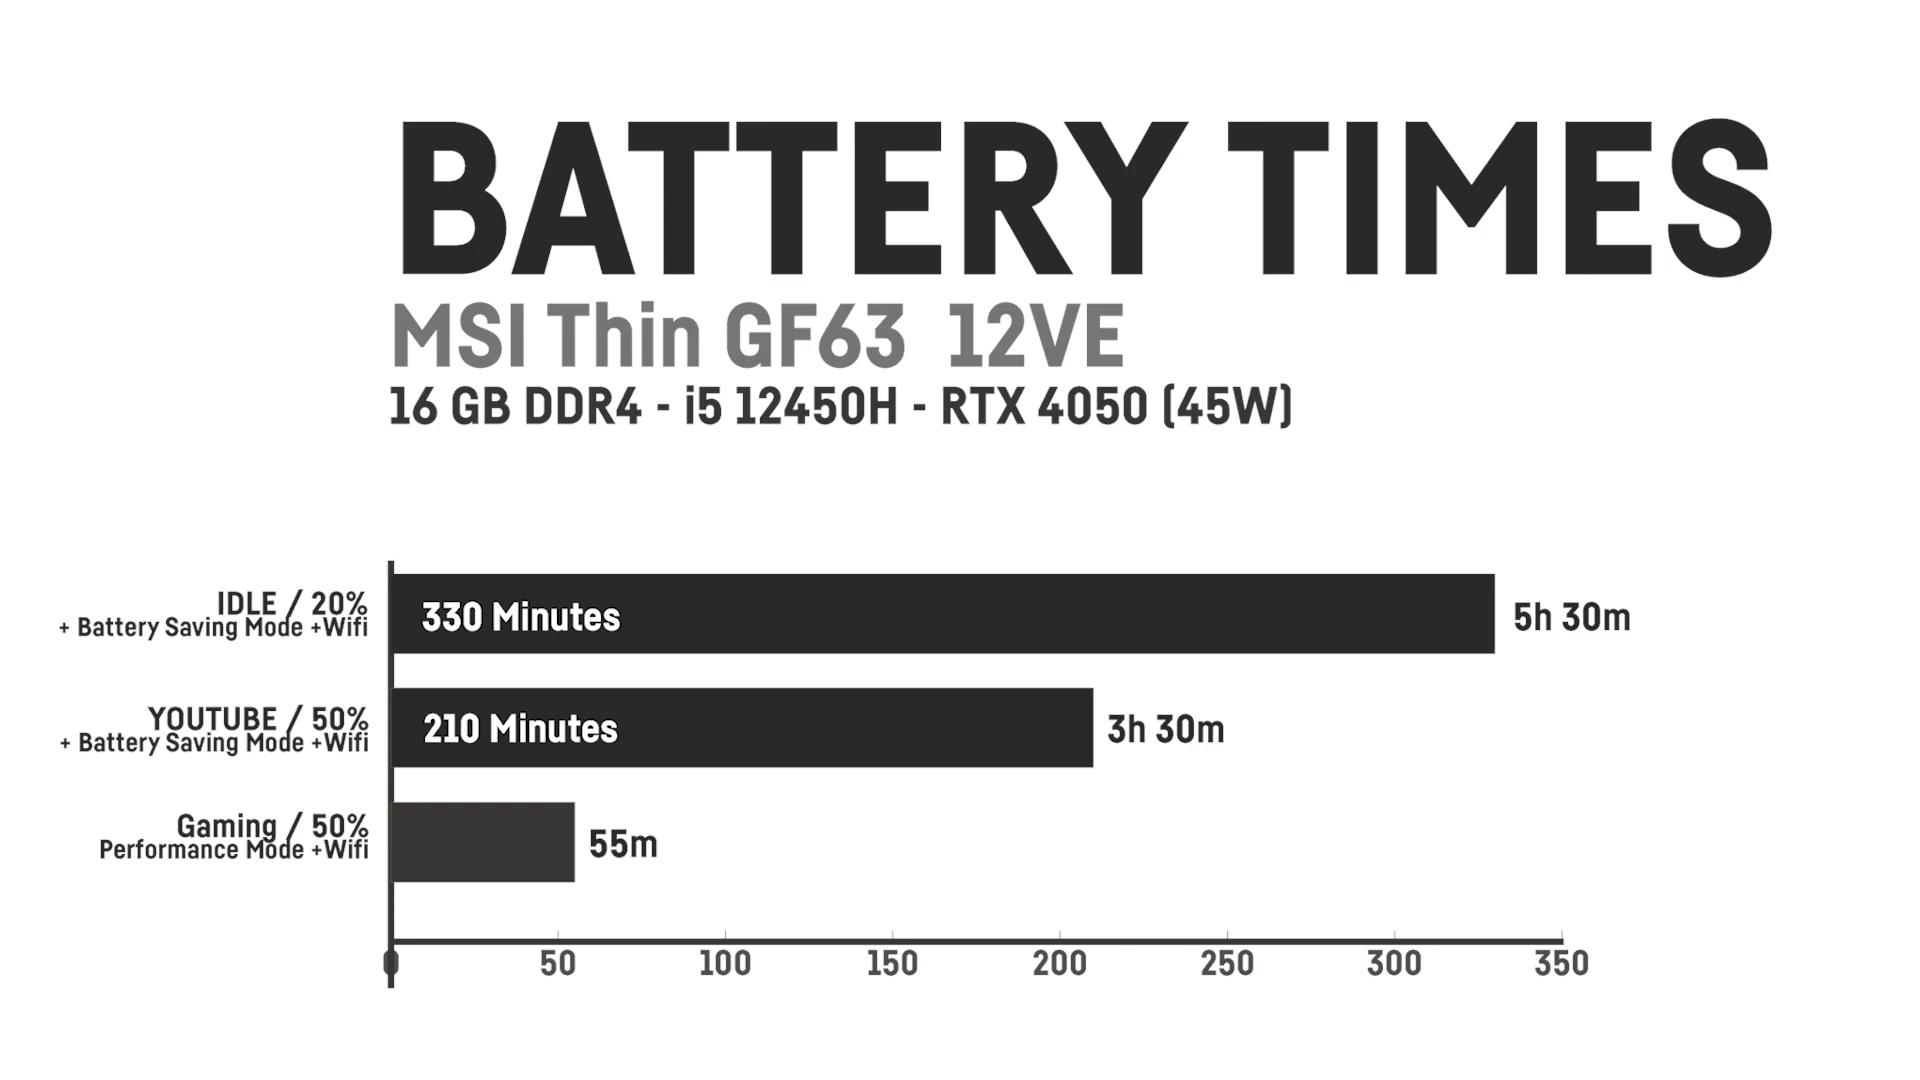 BATTERY TIMES
MSI Thin GF63 12VE
16 GB DDR4 - i5 12450H - RTX 4050 (45W)
IDLE / 20%
+ Battery Saving Mode +Wifi
330 Minutes
5h 30m
YOUTUBE / 50%
+ Battery Saving Mode +Wifi
210 Minutes
3h 30m
Gaming / 50%
Performance Mode +Wifi
55m
0 50 100 150 200 250 300 350